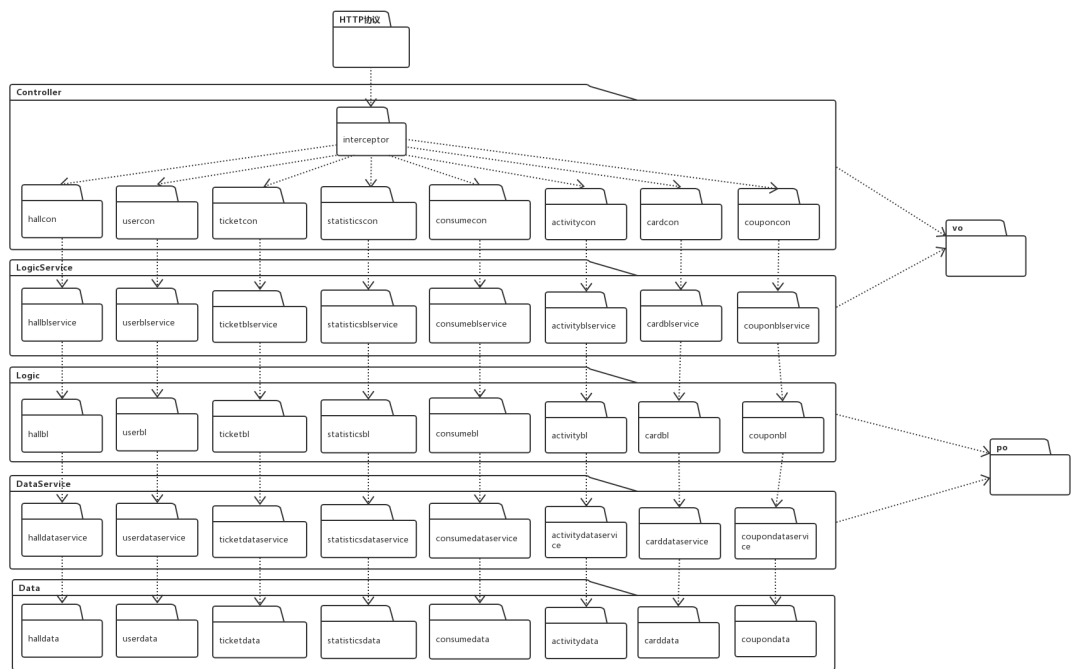 HTTP协议
Controller
interceptor
hallcon
usercon
ticketcon
statisticscon
consumecon
activitycon
cardcon
couponcon
vo
LogicService
hallblservice
userblservice
ticketblservice
statisticsblservice
consumeblservice
activityblservice
cardblservice
couponblservice
Logic
hallbl
userbl
ticketbl
statisticsbl
consumebl
activitybl
cardbl
couponbl
po
DataService
halldataservice
userdataservice
ticketdataservice
statisticsdataservice
consumedataservice
activitydataservi
ce
carddataservice
coupondataservi
ce
Data
halldata
userdata
ticketdata
statisticsdata
consumedata
activitydata
carddata
coupondata